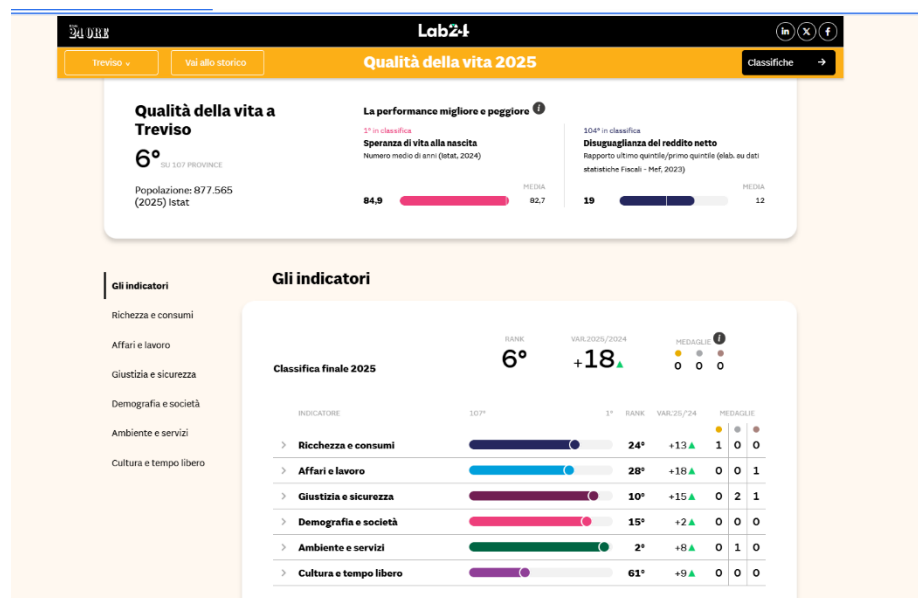 24 ORE
Lab24
in X f
Treviso
Vai allo storico
Qualità della vita 2025
Classifiche →
Qualità della vita a
Treviso
6° SU 107 PROVINCE
Popolazione: 877.565
(2025) Istat
La performance migliore e peggiore i
1° in classifica
Speranza di vita alla nascita
Numero medio di anni (Istat, 2024)
MEDIA
84,9 82,7
104° in classifica
Disuguaglianza del reddito netto
Rapporto ultimo quintile/primo quintile (elab. su dati
statistiche Fiscali - Mef, 2023)
MEDIA
19 12
Gli indicatori
Richezza e consumi
Affari e lavoro
Giustizia e sicurezza
Demografia e società
Ambiente e servizi
Cultura e tempo libero
Gli indicatori
RANK VAR.2025/2024 MEDAGLIE i
Classifica finale 2025 6° +18 0 0 0
INDICATORE 107° 1° RANK VAR.'25/'24 MEDAGLIE
Ricchezza e consumi 24° +13 1 0 0
Affari e lavoro 28° +18 0 0 1
Giustizia e sicurezza 10° +15 0 2 1
Demografia e società 15° +2 0 0 0
Ambiente e servizi 2° +8 0 1 0
Cultura e tempo libero 61° +9 0 0 0